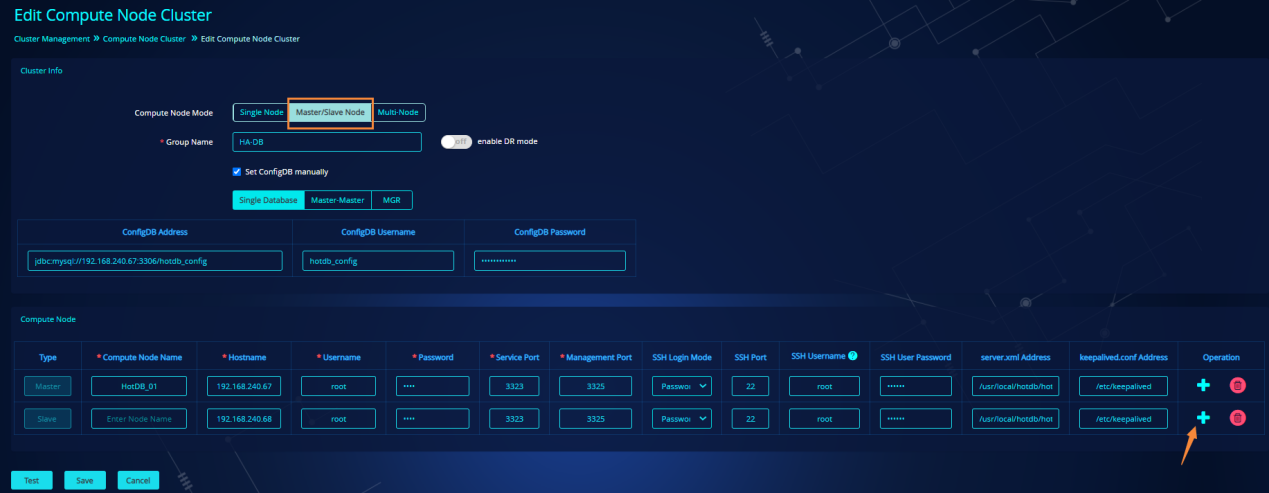 Edit Compute Node Cluster
Cluster Management » Compute Node Cluster » Edit Compute Node Cluster
Cluster Info
Compute Node Mode Single Node Master/Slave Node Multi-Node
* Group Name HA-DB off enable DR mode
Set ConfigDB manually
Single Database Master-Master MGR
ConfigDB Address ConfigDB Username ConfigDB Password
jdbc:mysql://192.168.240.67:3306/hotdb_config hotdb_config ••••••••••••
Compute Node
Type * Compute Node Name * Hostname * Username * Password * Service Port * Management Port SSH Login Mode SSH Port SSH Username ? SSH User Password server.xml Address keepalived.conf Address Operation
Master HotDB_01 192.168.240.67 root •••• 3323 3325 Passwo 22 root •••••• /usr/local/hotdb/hot /etc/keepalived
Slave Enter Node Name 192.168.240.68 root •••• 3323 3325 Passwo 22 root •••••• /usr/local/hotdb/hot /etc/keepalived
Test Save Cancel